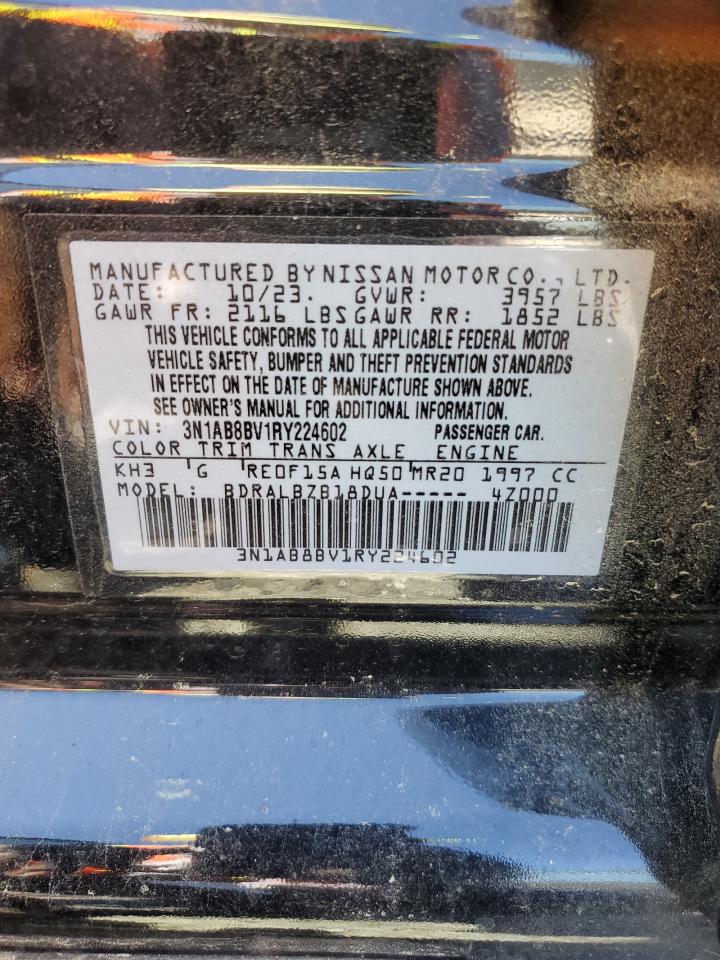 MANUFACTURED BY NISSAN MOTOR CO., LTD.
DATE: 10/23. GVWR: 3957 LBS
GAWR FR: 2116 LBS GAWR RR: 1852 LBS
THIS VEHICLE CONFORMS TO ALL APPLICABLE FEDERAL MOTOR
VEHICLE SAFETY, BUMPER AND THEFT PREVENTION STANDARDS
IN EFFECT ON THE DATE OF MANUFACTURE SHOWN ABOVE.
SEE OWNER'S MANUAL FOR ADDITIONAL INFORMATION.
VIN: 3N1AB8BV1RY224602 PASSENGER CAR.
COLOR TRIM TRANS AXLE ENGINE
KH3 G RE0F15A HQ50 MR20 1997 CC
MODEL: BDRALBZB18DUA----- 4Z000
3N1AB8BV1RY224602